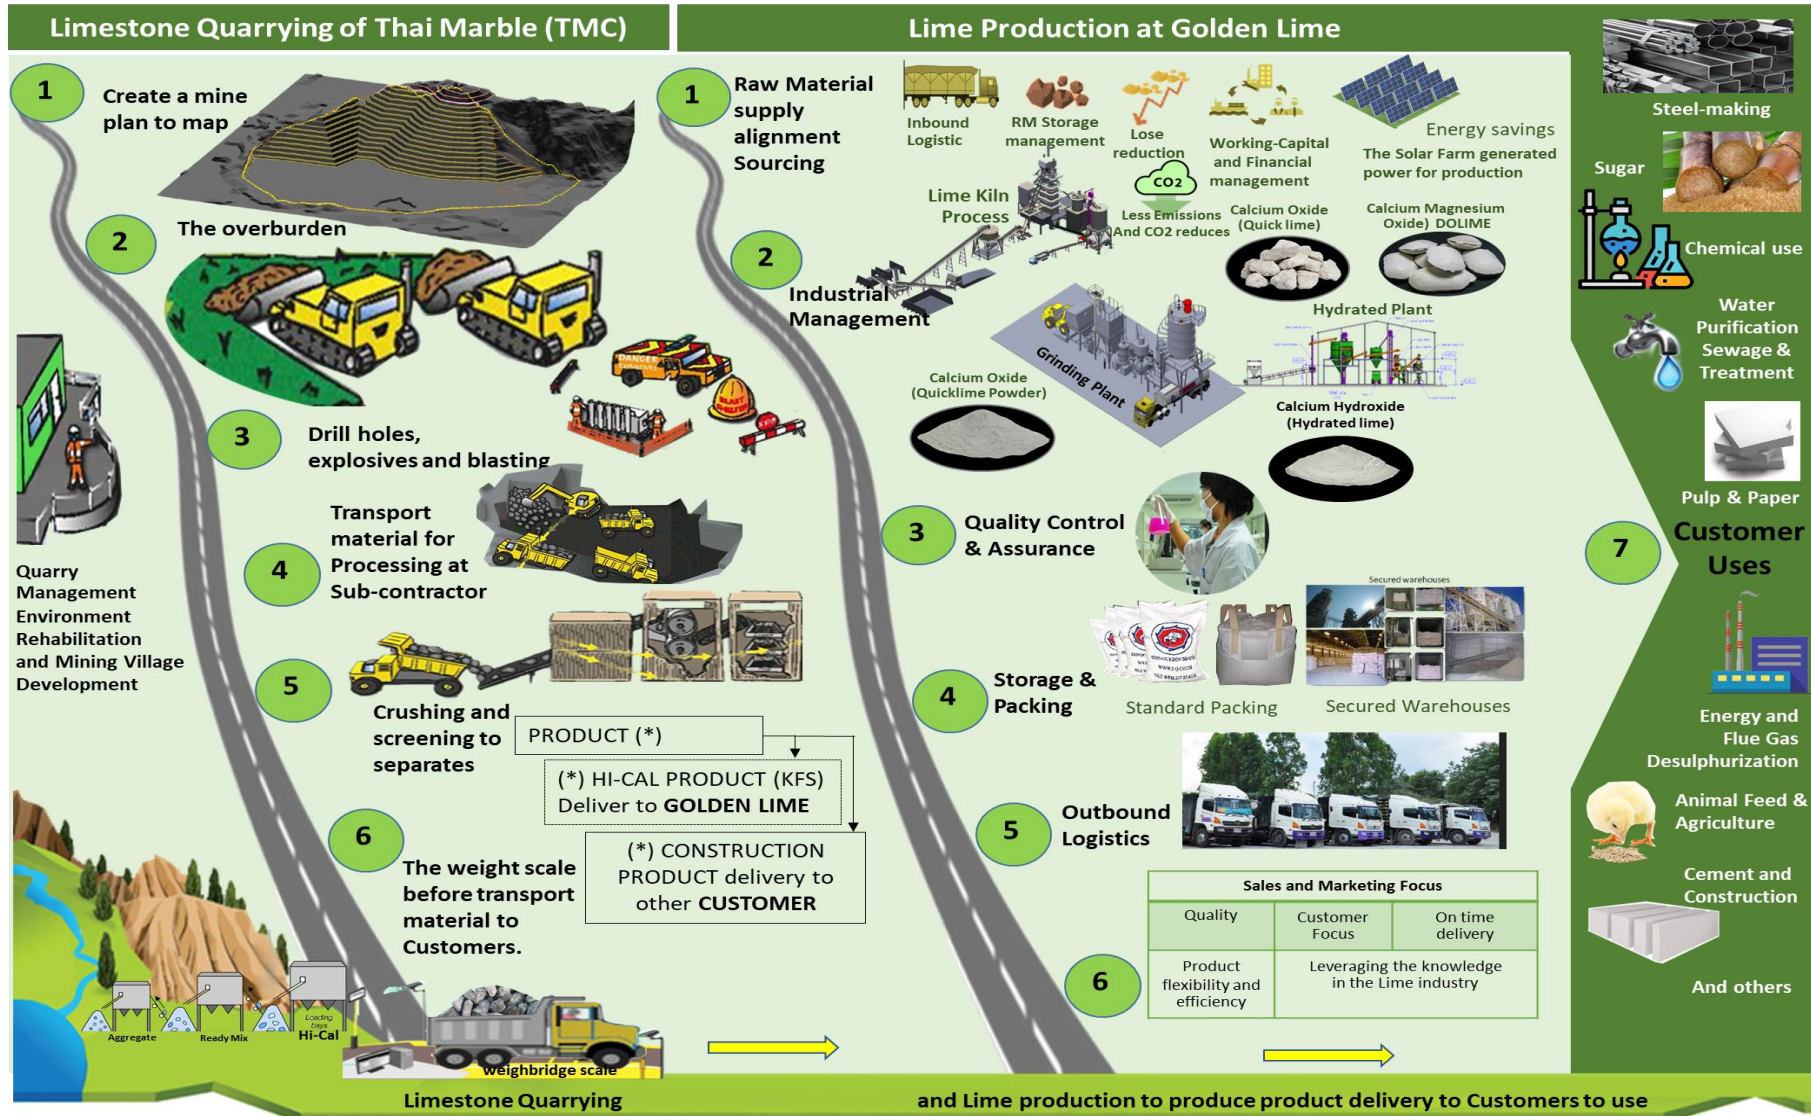 Limestone Quarrying of Thai Marble (TMC)
1
Create a mine
plan to map
2
The overburden
DANGER
EXPLOSIVES
BLAST
SHELTER
3
Drill holes,
explosives and blasting
4
Transport
material for
Processing at
Sub-contractor
Quarry
Management
Environment
Rehabilitation
and Mining Village
Development
5
Crushing and
screening to
separates
PRODUCT (*)
(*) HI-CAL PRODUCT (KFS)
Deliver to GOLDEN LIME
(*) CONSTRUCTION
PRODUCT delivery to
other CUSTOMER
6
The weight scale
before transport
material to
Customers.
Aggregate
Ready Mix
Loading
bays
Hi-Cal
weighbridge scale
Limestone Quarrying
Lime Production at Golden Lime
1
Raw Material
supply
alignment
Sourcing
Inbound
Logistic
RM Storage
management
Lose
reduction
Working-Capital
and Financial
management
Energy savings
The Solar Farm generated
power for production
CO2
Less Emissions
And CO2 reduces
Lime Kiln
Process
2
Industrial
Management
Calcium Oxide
(Quick lime)
Calcium Magnesium
Oxide) DOLIME
Hydrated Plant
Grinding Plant
Calcium Oxide
(Quicklime Powder)
Calcium Hydroxide
(Hydrated lime)
3
Quality Control
& Assurance
4
Storage &
Packing
Standard Packing
Secured warehouses
Secured Warehouses
5
Outbound
Logistics
6
Sales and Marketing Focus
Quality
Customer
Focus
On time
delivery
Product
flexibility and
efficiency
Leveraging the knowledge
in the Lime industry
7
Customer
Uses
Steel-making
Sugar
Chemical use
Water
Purification
Sewage &
Treatment
Pulp & Paper
Energy and
Flue Gas
Desulphurization
Animal Feed &
Agriculture
Cement and
Construction
And others
and Lime production to produce product delivery to Customers to use